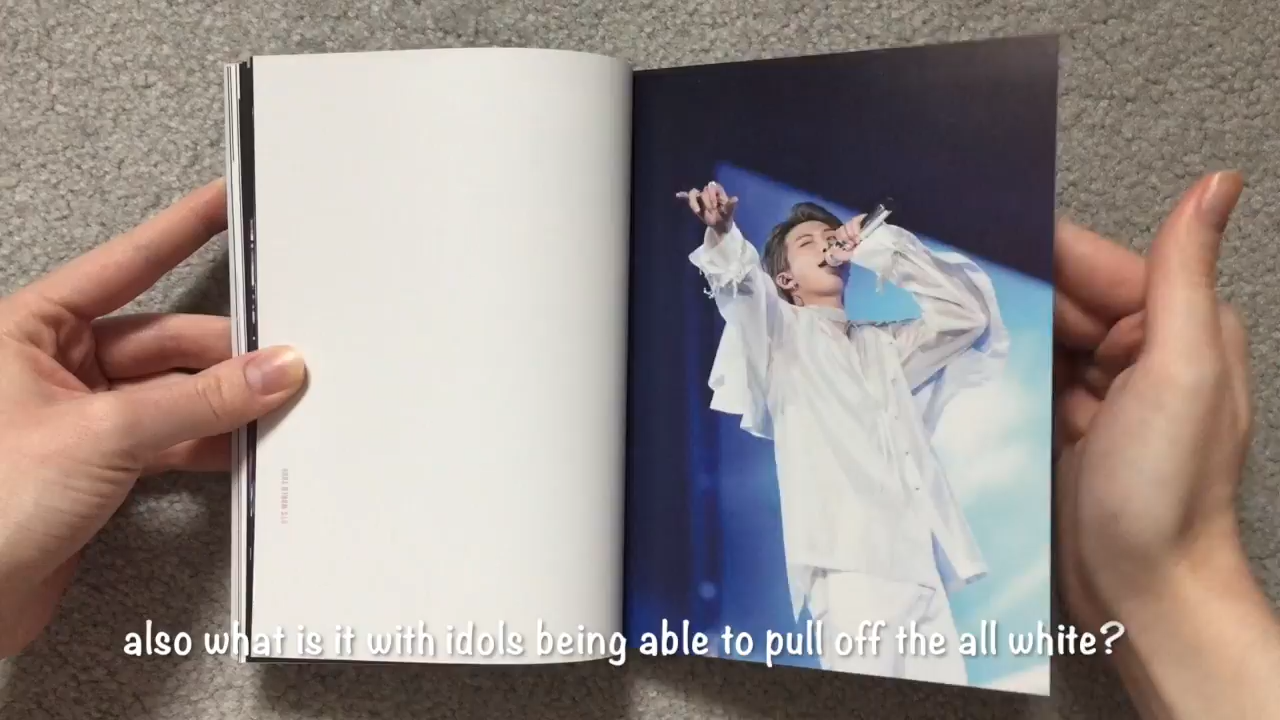 also what is it with idols being able to pull off the all white?